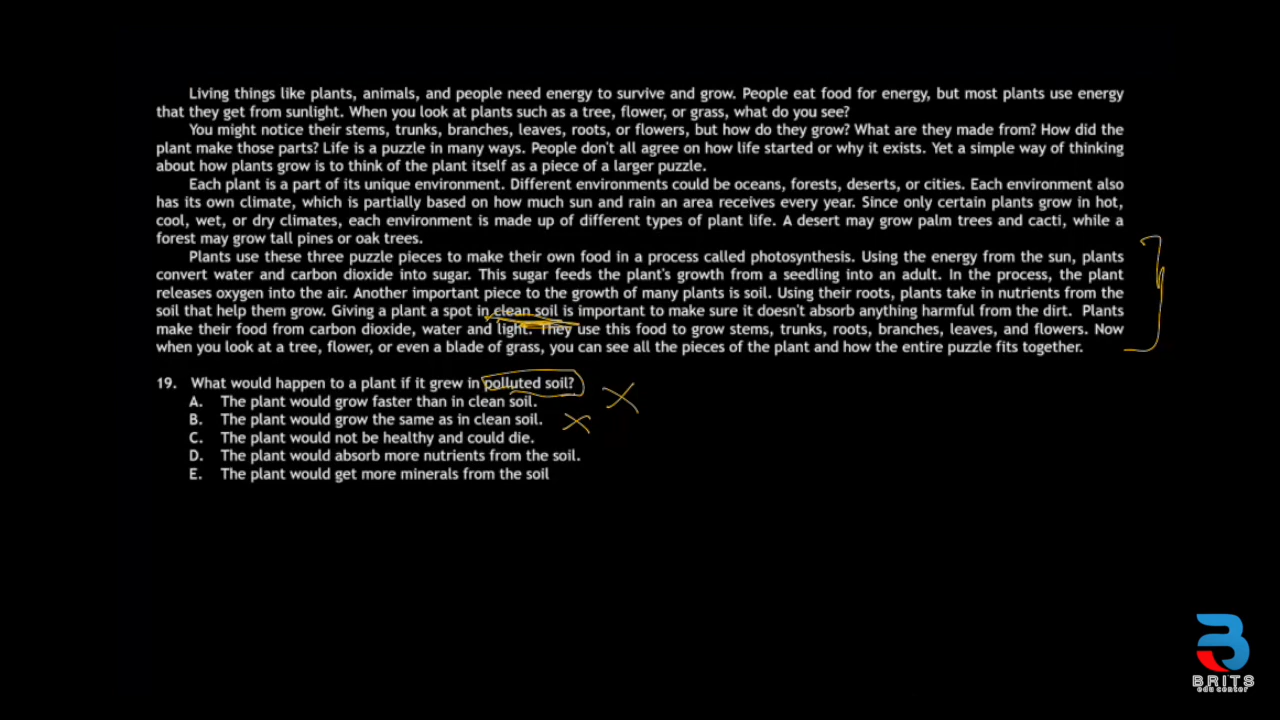 Living things like plants, animals, and people need energy to survive and grow. People eat food for energy, but most plants use energy
that they get from sunlight. When you look at plants such as a tree, flower, or grass, what do you see?
You might notice their stems, trunks, branches, leaves, roots, or flowers, but how do they grow? What are they made from? How did the
plant make those parts? Life is a puzzle in many ways. People don't all agree on how life started or why it exists. Yet a simple way of thinking
about how plants grow is to think of the plant itself as a piece of a larger puzzle.
Each plant is a part of its unique environment. Different environments could be oceans, forests, deserts, or cities. Each environment also
has its own climate, which is partially based on how much sun and rain an area receives every year. Since only certain plants grow in hot,
cool, wet, or dry climates, each environment is made up of different types of plant life. A desert may grow palm trees and cacti, while a
forest may grow tall pines or oak trees.
Plants use these three puzzle pieces to make their own food in a process called photosynthesis. Using the energy from the sun, plants
convert water and carbon dioxide into sugar. This sugar feeds the plant's growth from a seedling into an adult. In the process, the plant
releases oxygen into the air. Another important piece to the growth of many plants is soil. Using their roots, plants take in nutrients from the
soil that help them grow. Giving a plant a spot in clean soil is important to make sure it doesn't absorb anything harmful from the dirt. Plants
make their food from carbon dioxide, water and light. They use this food to grow stems, trunks, roots, branches, leaves, and flowers. Now
when you look at a tree, flower, or even a blade of grass, you can see all the pieces of the plant and how the entire puzzle fits together.
19. What would happen to a plant if it grew in polluted soil?
A. The plant would grow faster than in clean soil.
B. The plant would grow the same as in clean soil.
C. The plant would not be healthy and could die.
D. The plant would absorb more nutrients from the soil.
E. The plant would get more minerals from the soil
BRITS
edu center